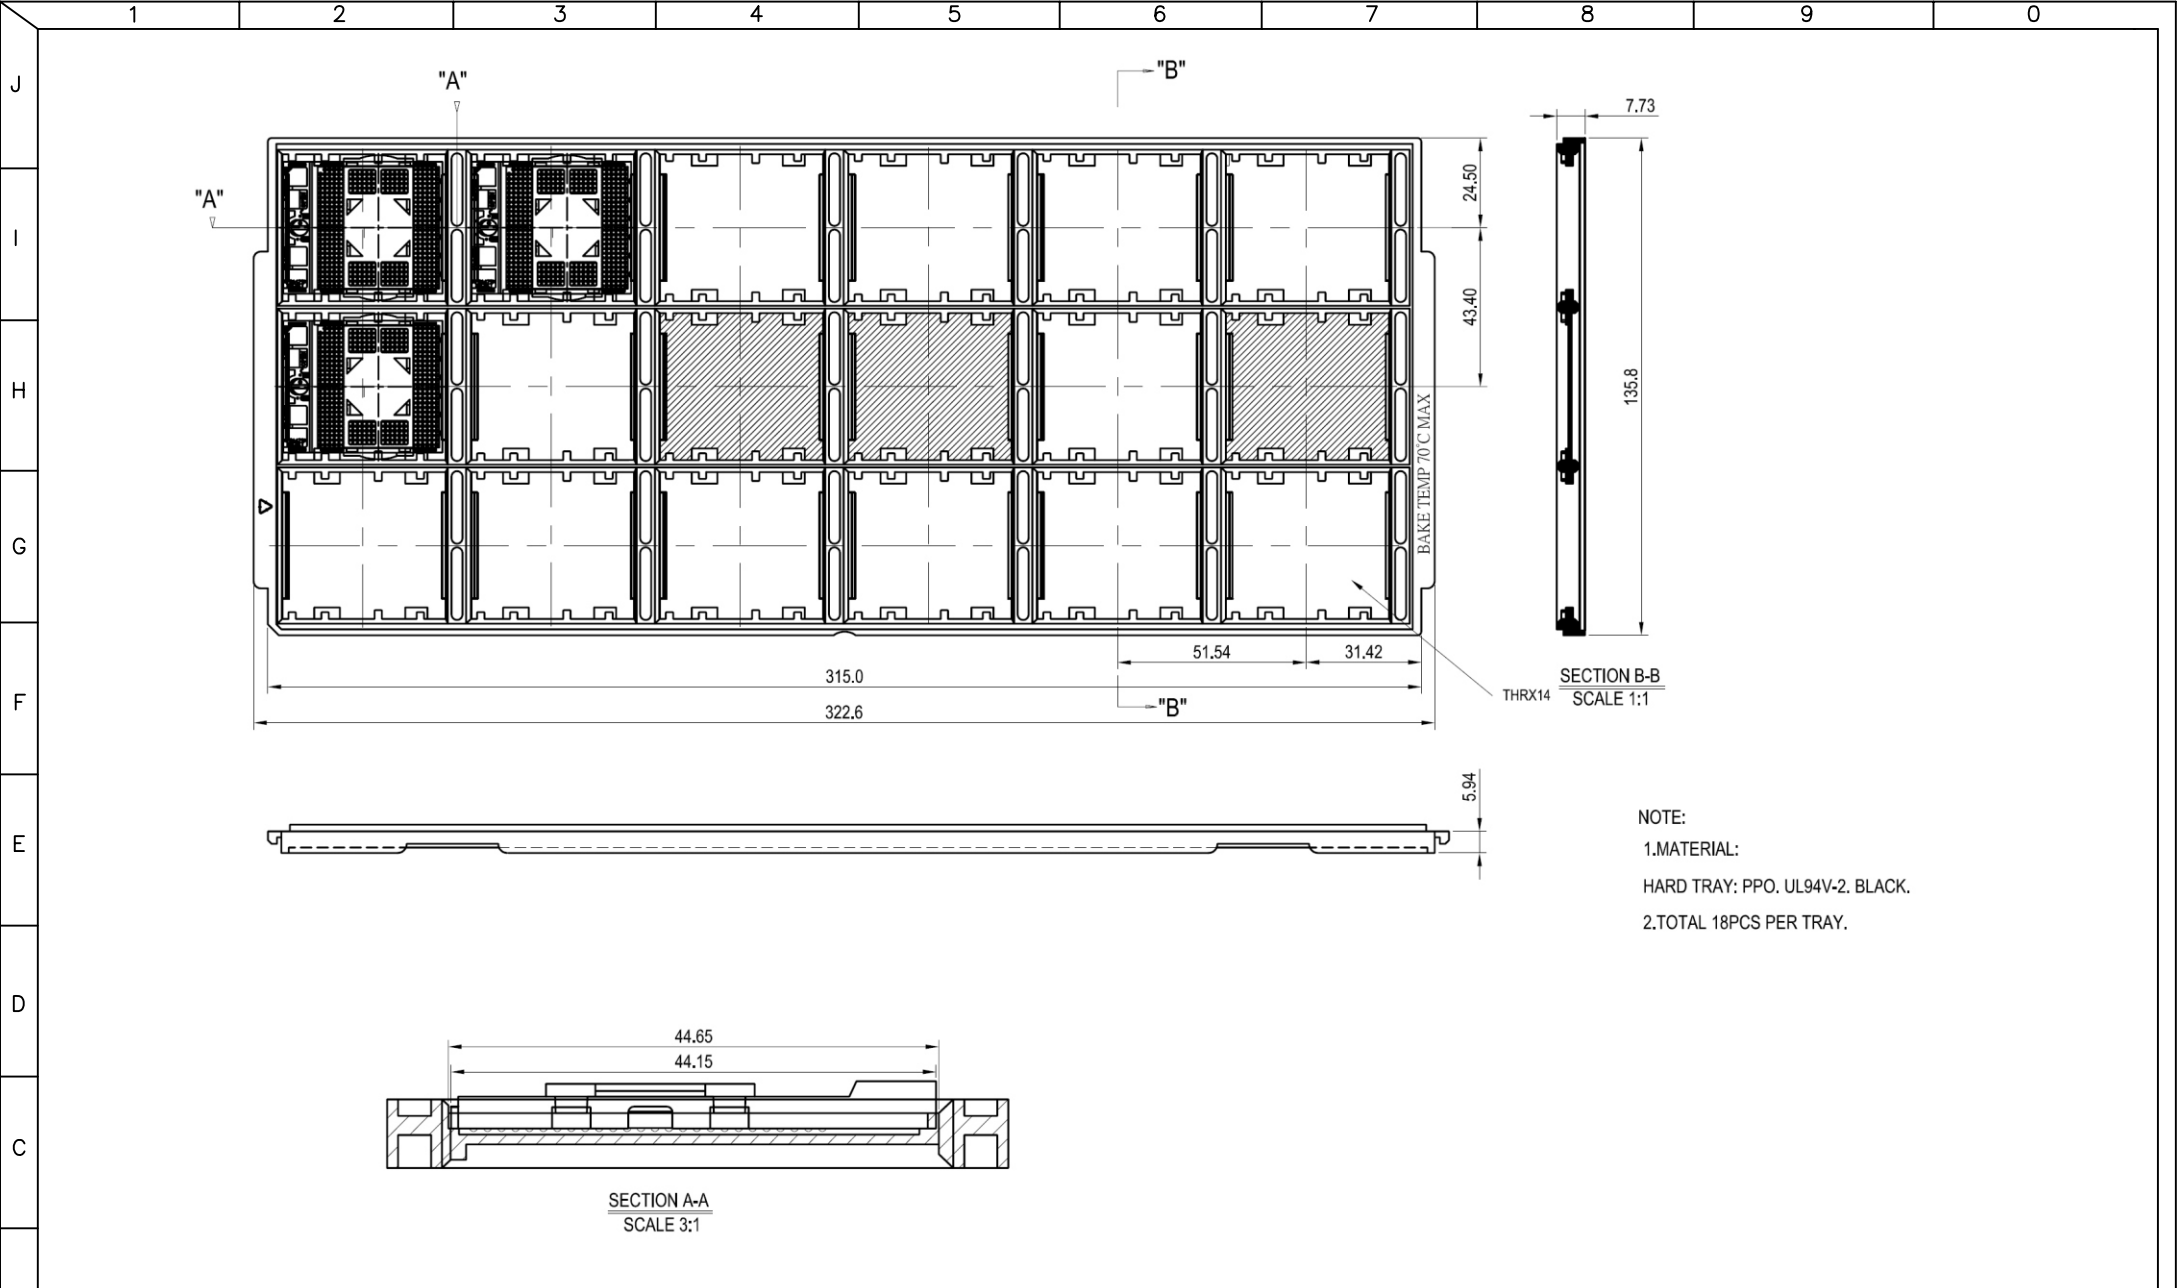 1 2 3 4 5 6 7 8 9 0
J
I
H
G
F
E
D
C
"A"
"A"
"B"
"B"
7.73
24.50
43.40
135.8
BAKE TEMP 70°C MAX
51.54
31.42
315.0
322.6
THRX14
SECTION B-B
SCALE 1:1
5.94
NOTE:
1.MATERIAL:
HARD TRAY: PPO. UL94V-2. BLACK.
2.TOTAL 18PCS PER TRAY.
44.65
44.15
SECTION A-A
SCALE 3:1